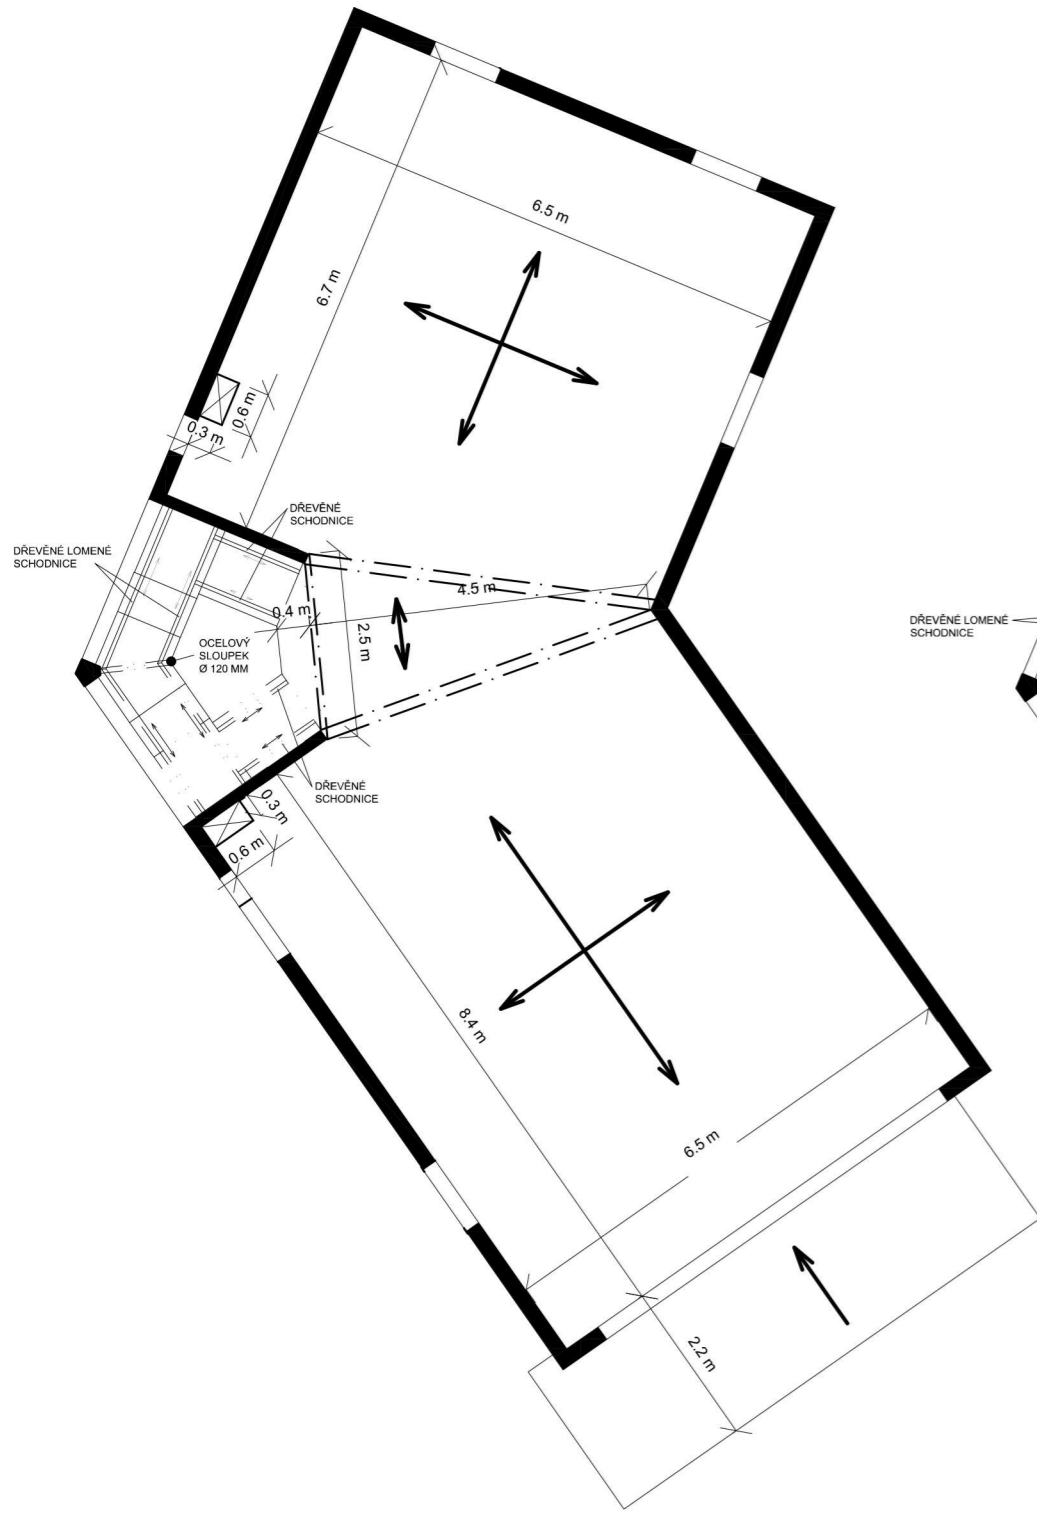 6.5 m
6.7 m
0.6 m
0.3 m
DŘEVĚNÉ
SCHODNICE
DŘEVĚNÉ LOMENÉ
SCHODNICE
4.5 m
0.4 m
2.5 m
OCELOVÝ
SLOUPEK
Ø 120 MM
DŘEVĚNÉ LOMENÉ
SCHODNICE
DŘEVĚNÉ
SCHODNICE
0.3 m
0.6 m
8.4 m
6.5 m
2.2 m